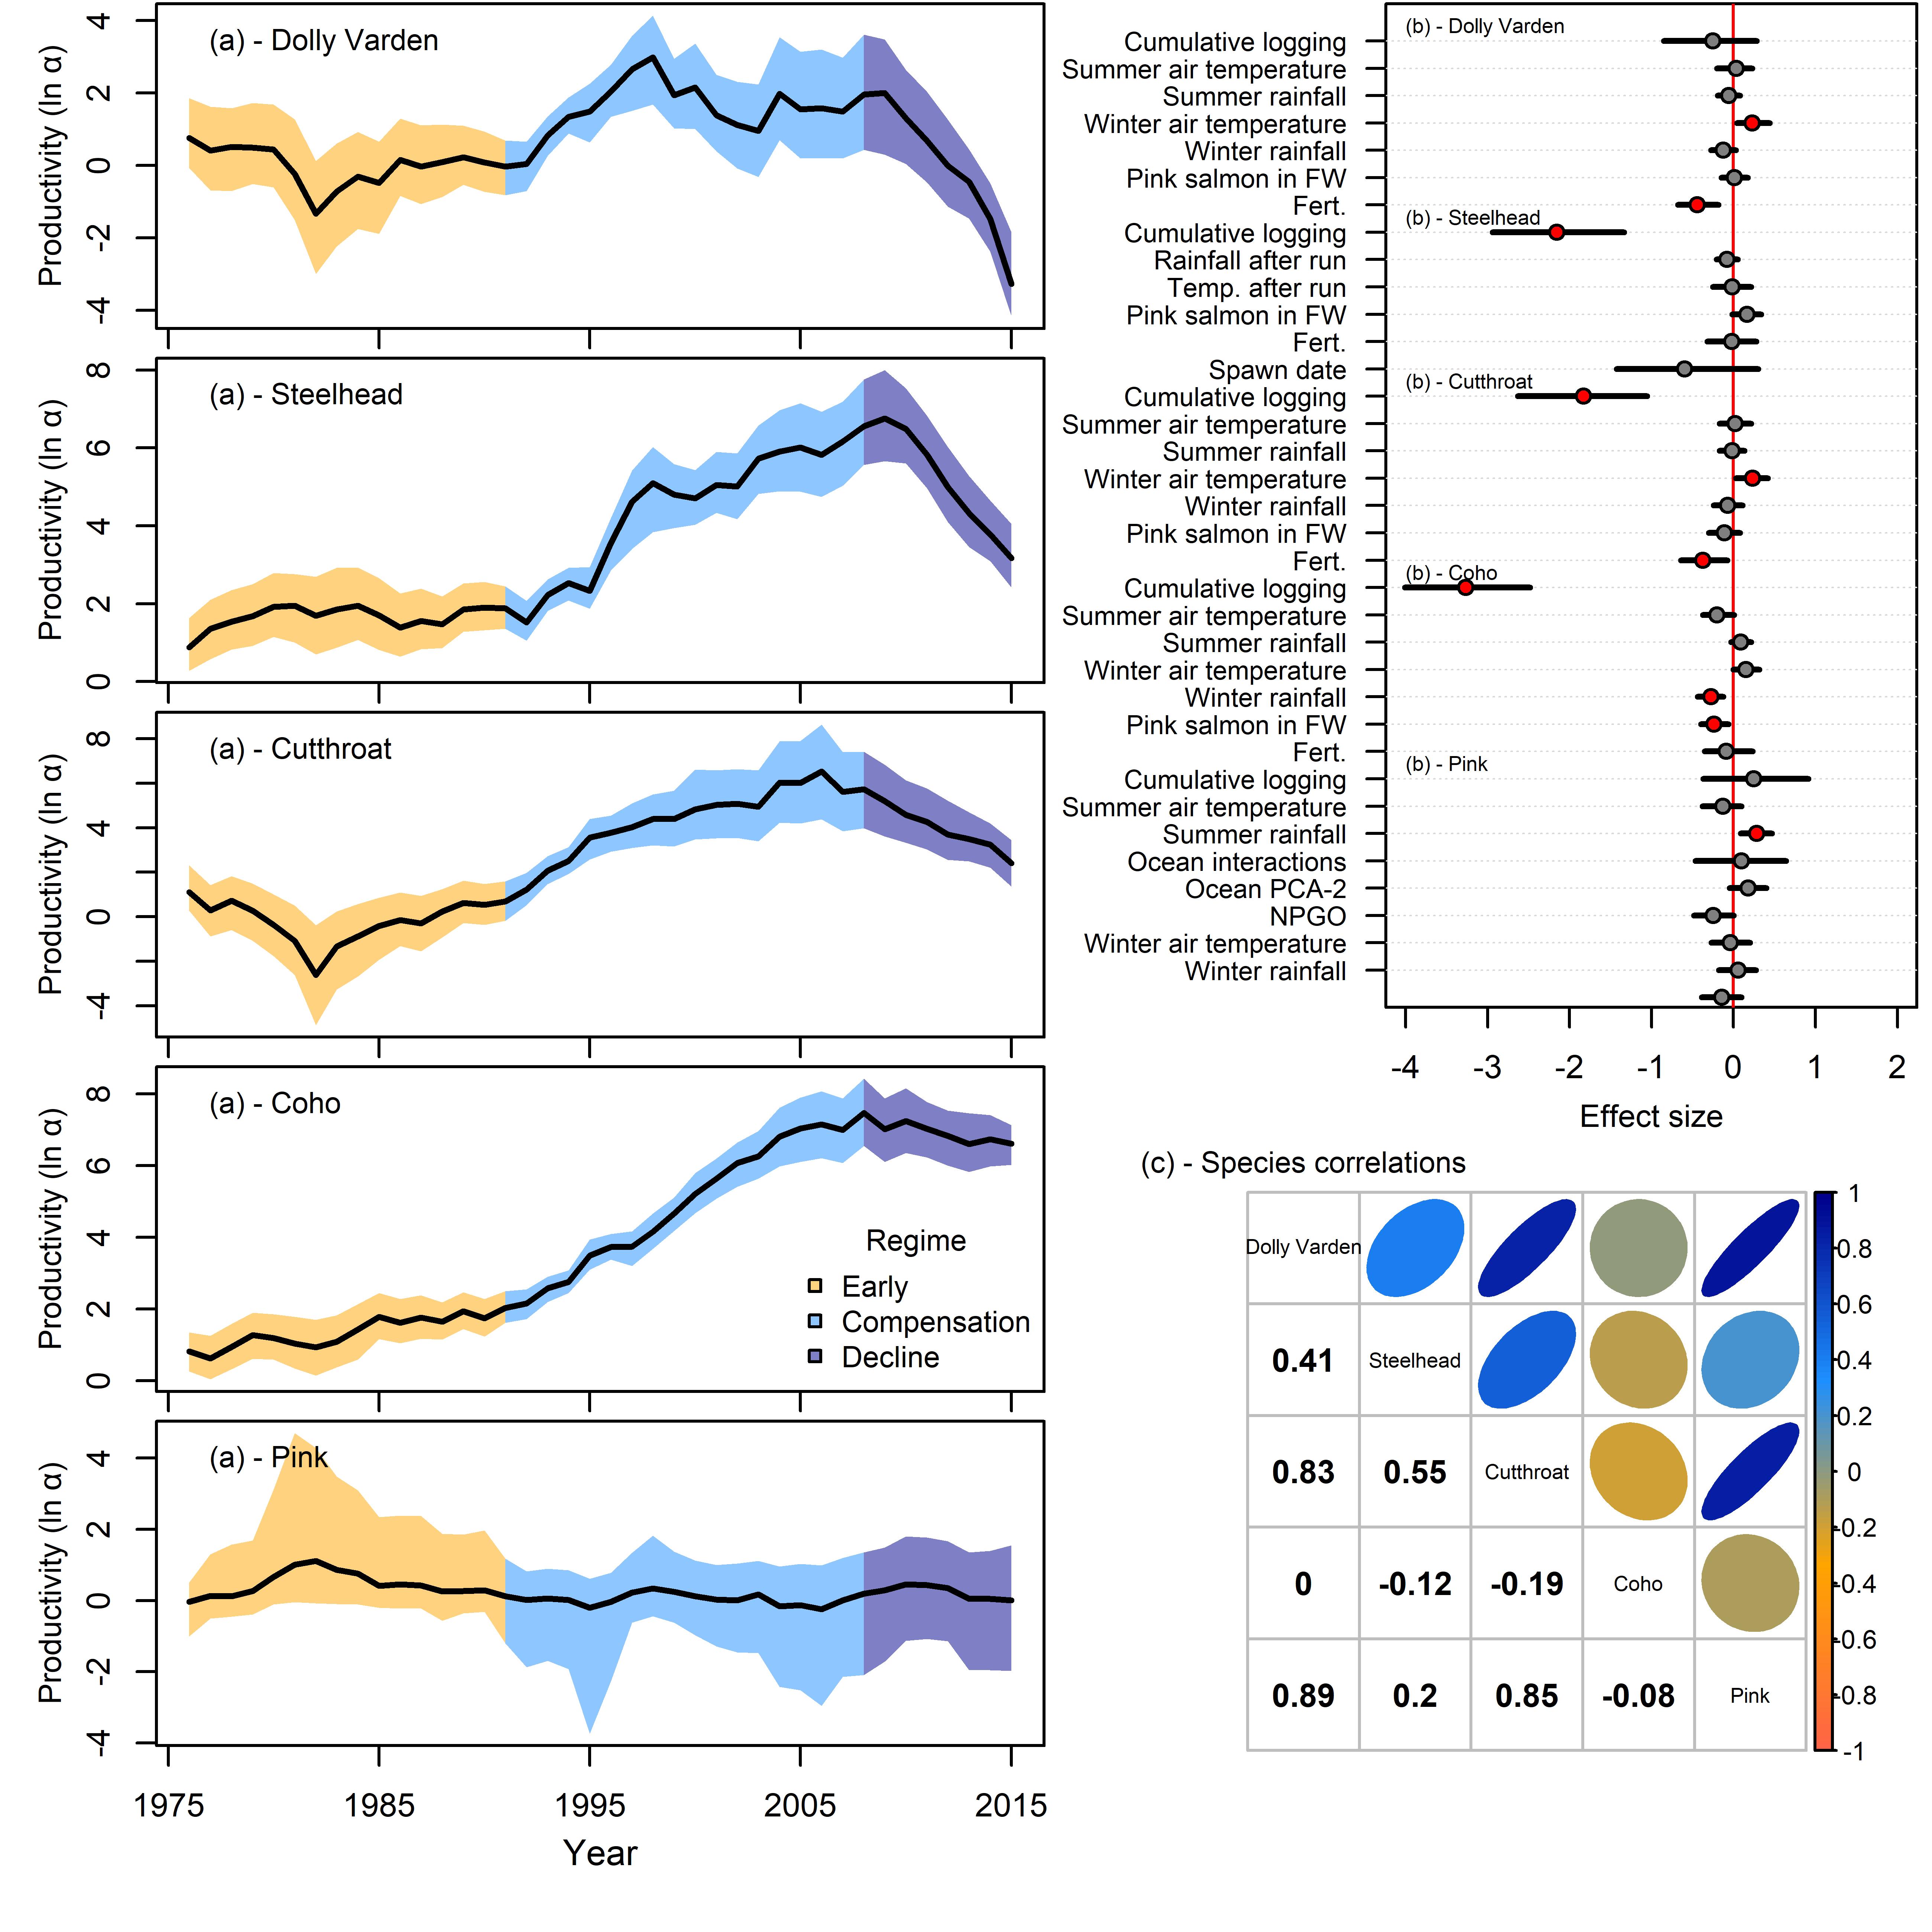 (a) - Dolly Varden
Productivity (ln α)
4
2
0
-2
-4
(a) - Steelhead
Productivity (ln α)
8
6
4
2
0
(a) - Cutthroat
Productivity (ln α)
8
4
0
-4
(a) - Coho
Productivity (ln α)
8
6
4
2
0
Regime
Early
Compensation
Decline
(a) - Pink
Productivity (ln α)
4
2
0
-2
-4
1975 1985 1995 2005 2015
Year
(b) - Dolly Varden
Cumulative logging
Summer air temperature
Summer rainfall
Winter air temperature
Winter rainfall
Pink salmon in FW
Fert.
(b) - Steelhead
Cumulative logging
Rainfall after run
Temp. after run
Pink salmon in FW
Fert.
Spawn date
(b) - Cutthroat
Cumulative logging
Summer air temperature
Summer rainfall
Winter air temperature
Winter rainfall
Pink salmon in FW
Fert.
(b) - Coho
Cumulative logging
Summer air temperature
Summer rainfall
Winter air temperature
Winter rainfall
Pink salmon in FW
Fert.
(b) - Pink
Cumulative logging
Summer air temperature
Summer rainfall
Ocean interactions
Ocean PCA-2
NPGO
Winter air temperature
Winter rainfall
-4 -3 -2 -1 0 1 2
Effect size
(c) - Species correlations
Dolly Varden
0.41 Steelhead
0.83 0.55 Cutthroat
0 -0.12 -0.19 Coho
0.89 0.2 0.85 -0.08 Pink
1
0.8
0.6
0.4
0.2
0
-0.2
-0.4
-0.6
-0.8
-1